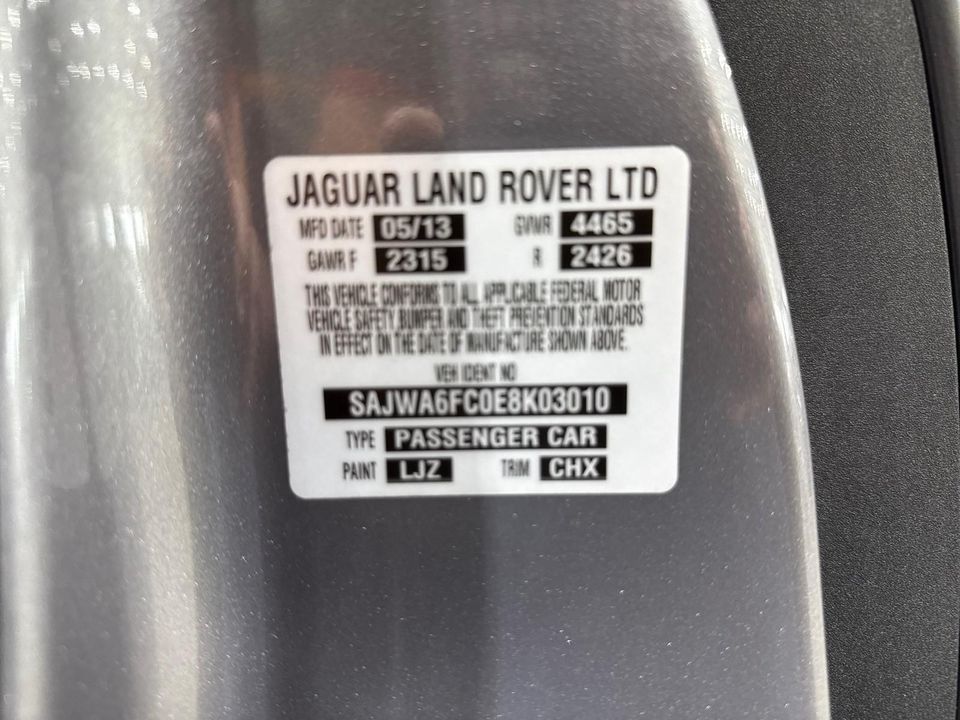 JAGUAR LAND ROVER LTD
MFD DATE 05/13 GVWR 4465
GAWR F 2315 R 2426
THIS VEHICLE CONFORMS TO ALL APPLICABLE FEDERAL MOTOR
VEHICLE SAFETY, BUMPER AND THEFT PREVENTION STANDARDS
IN EFFECT ON THE DATE OF MANUFACTURE SHOWN ABOVE.
VEH IDENT NO
SAJWA6FC0E8K03010
TYPE PASSENGER CAR
PAINT LJZ TRIM CHX